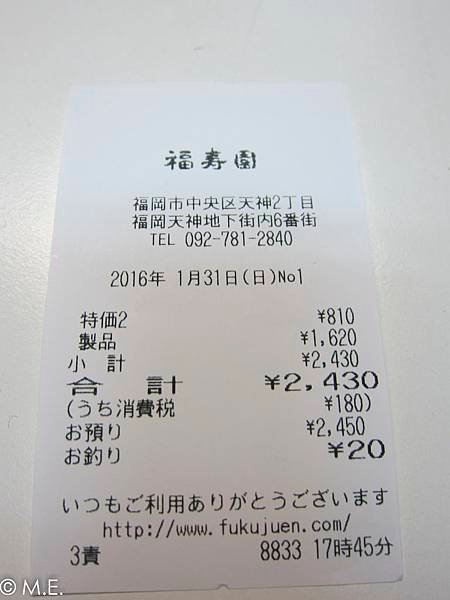 福寿園
福岡市中央区天神2丁目
福岡天神地下街内6番街
TEL 092-781-2840
2016年 1月31日(日)No1
特価2 ¥810
製品 ¥1,620
小 計 ¥2,430
合 計 ¥2,430
(うち消費税 ¥180)
お預り ¥2,450
お釣り ¥20
いつもご利用ありがとうございます
http://www.fukujuen.com/
3責 8833 17時45分
© M.E.